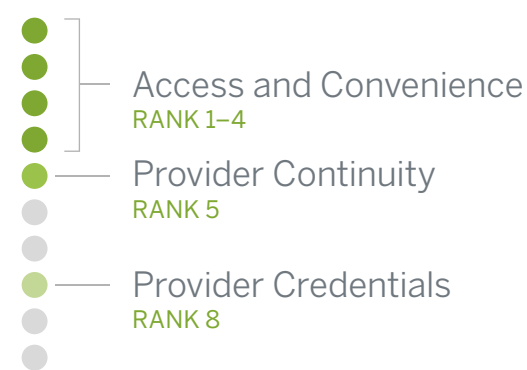 Access and Convenience
RANK 1–4
Provider Continuity
RANK 5
Provider Credentials
RANK 8